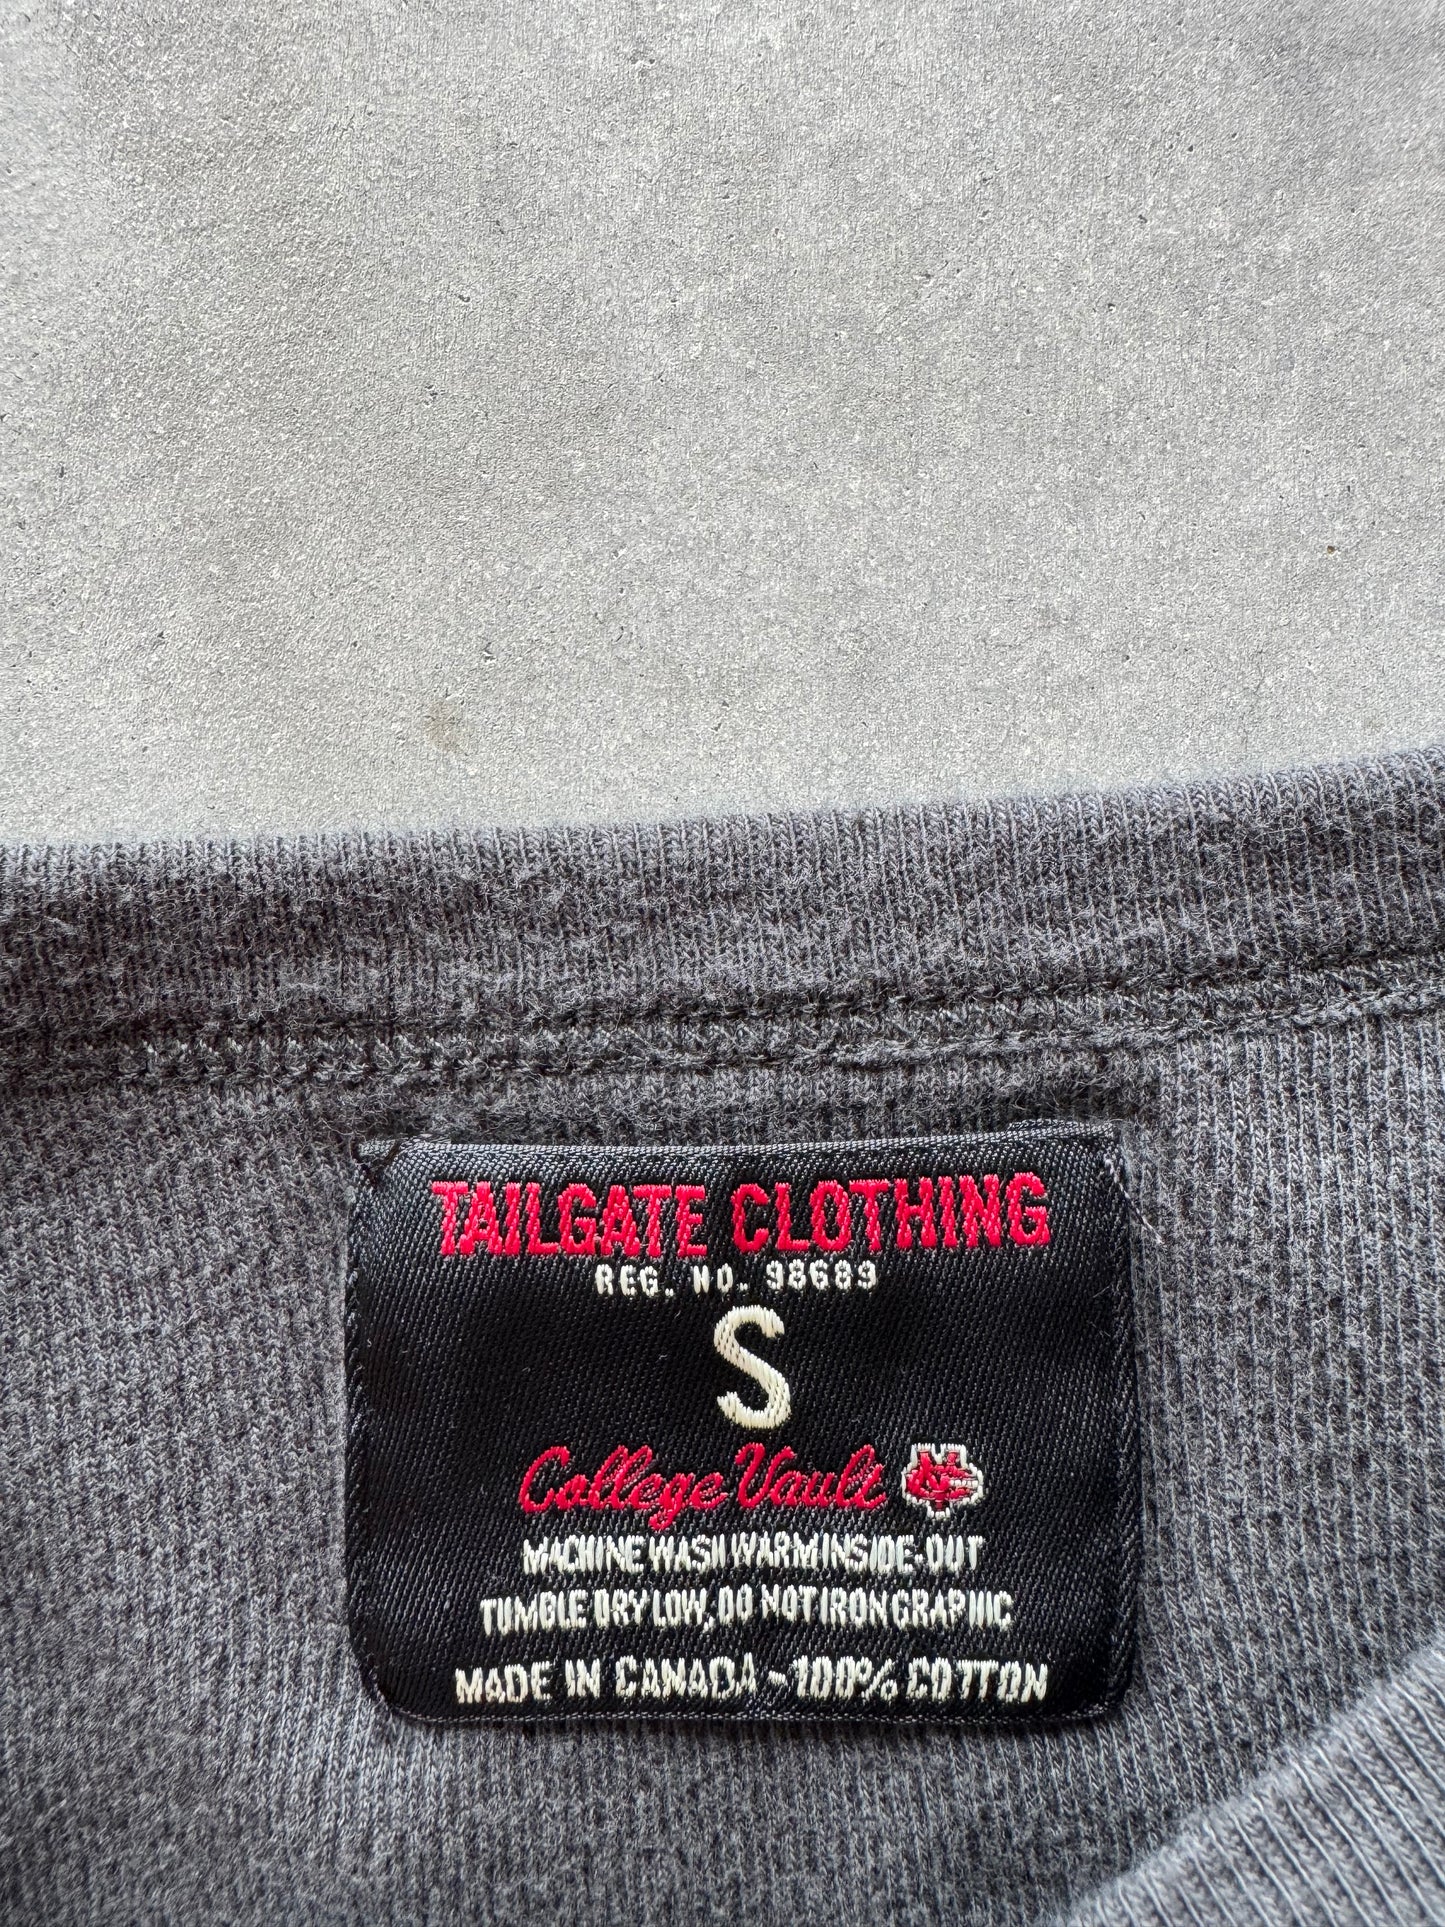 TAILGATE CLOTHING
REG. NO. 98689
S
College Vault
MACHINE WASH WARM INSIDE-OUT
TUMBLE DRY LOW, DO NOT IRON GRAPHIC
MADE IN CANADA - 100% COTTON